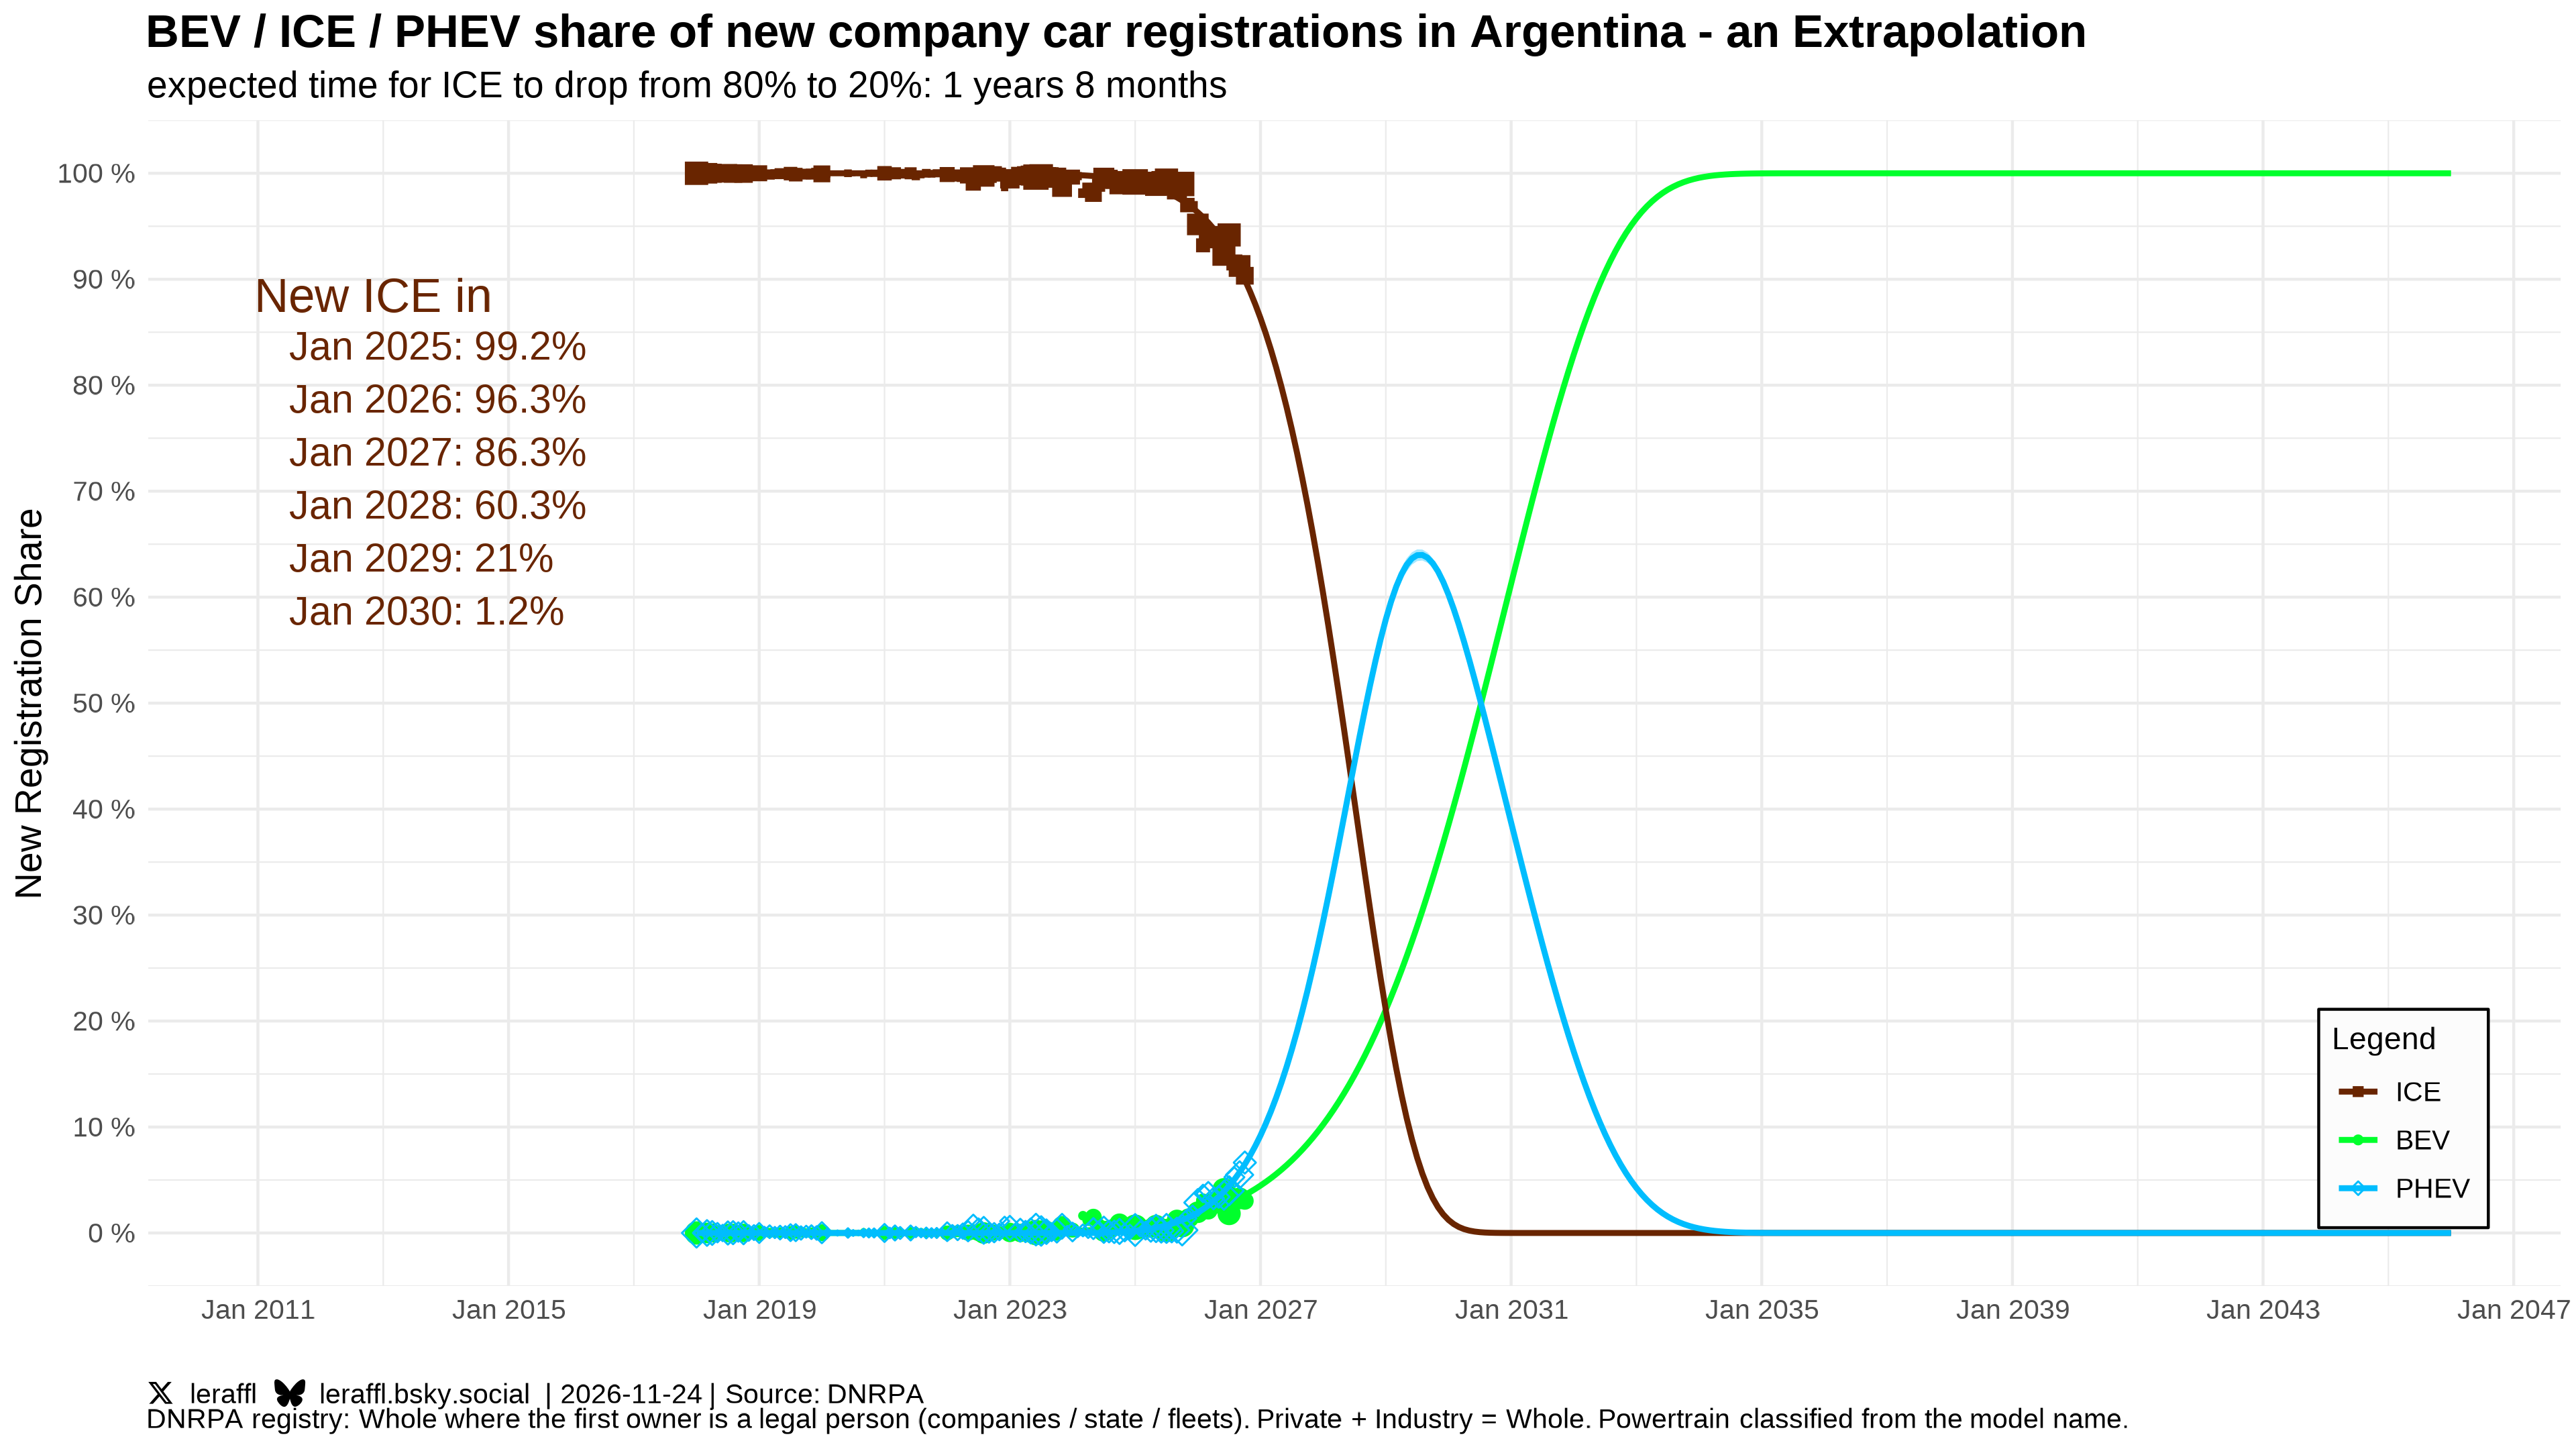 BEV / ICE / PHEV share of new company car registrations in Argentina - an Extrapolation
expected time for ICE to drop from 80% to 20%: 1 years 8 months
New Registration Share
100 %
90 %
80 %
70 %
60 %
50 %
40 %
30 %
20 %
10 %
0 %
New ICE in
Jan 2025: 99.2%
Jan 2026: 96.3%
Jan 2027: 86.3%
Jan 2028: 60.3%
Jan 2029: 21%
Jan 2030: 1.2%
Legend
ICE
BEV
PHEV
Jan 2011 Jan 2015 Jan 2019 Jan 2023 Jan 2027 Jan 2031 Jan 2035 Jan 2039 Jan 2043 Jan 2047
leraffl leraffl.bsky.social | 2026-11-24 | Source: DNRPA
DNRPA registry: Whole where the first owner is a legal person (companies / state / fleets). Private + Industry = Whole. Powertrain classified from the model name.